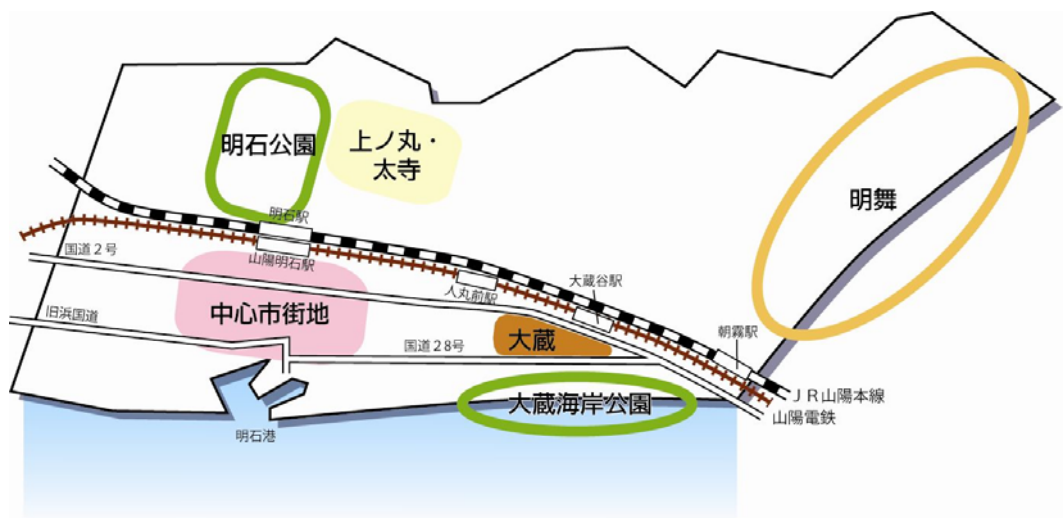 明石公園
上ノ丸・
太寺
明舞
明石駅
国道２号
山陽明石駅
人丸前駅
大蔵谷駅
中心市街地
旧浜国道
大蔵
朝霧駅
国道２8号
ＪＲ山陽本線
大蔵海岸公園
山陽電鉄
明石港